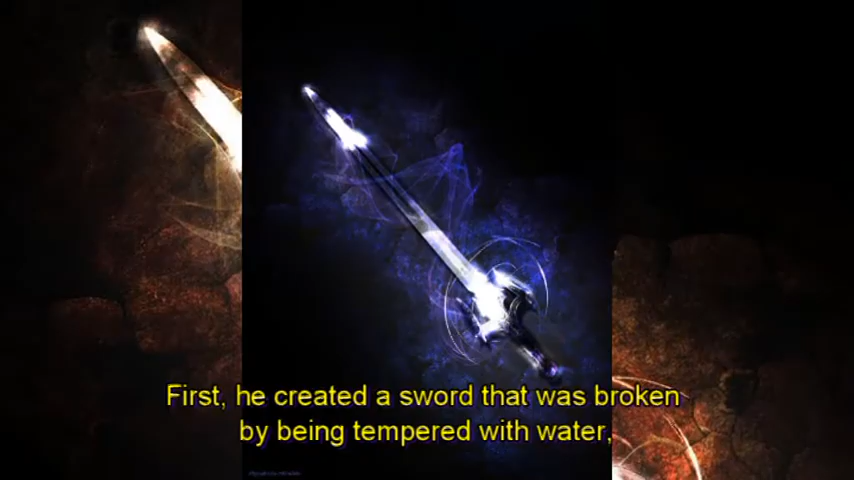 First, he created a sword that was broken
by being tempered with water,